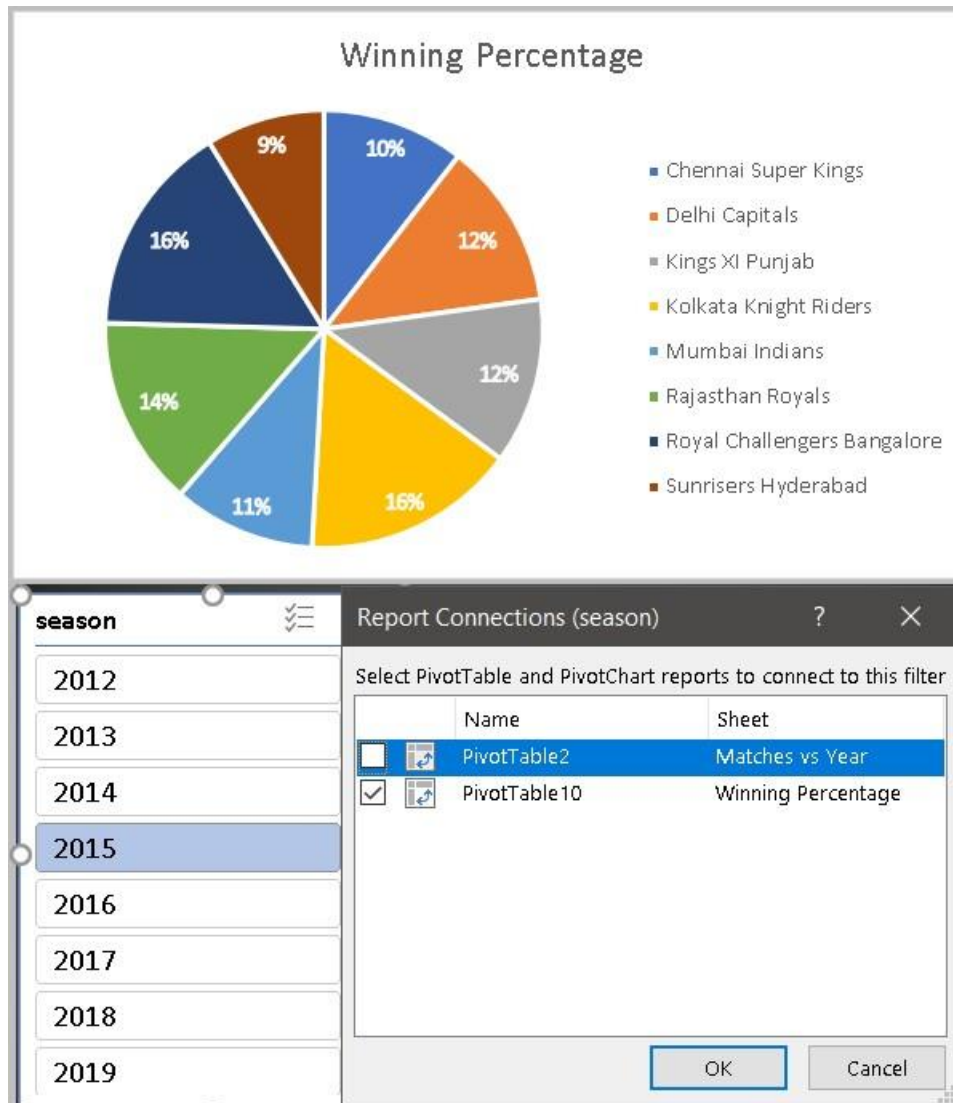 Winning Percentage
9%
10%
16%
12%
14%
12%
11%
16%
Chennai Super Kings
Delhi Capitals
Kings XI Punjab
Kolkata Knight Riders
Mumbai Indians
Rajasthan Royals
Royal Challengers Bangalore
Sunrisers Hyderabad
season
2012
2013
2014
2015
2016
2017
2018
2019
Report Connections (season) ?
Select PivotTable and PivotChart reports to connect to this filter
Name Sheet
PivotTable2 Matches vs Year
PivotTable10 Winning Percentage
OK Cancel